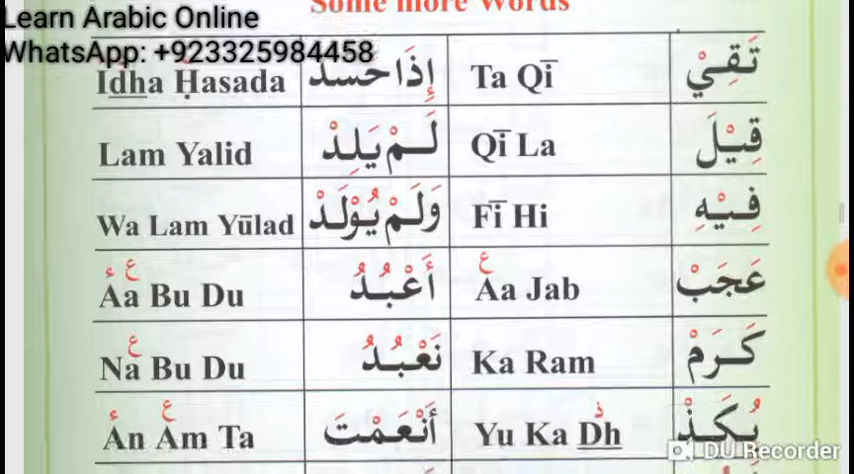 Some more Words
Learn Arabic Online
WhatsApp: +923325984458
Idha Ḥasada إِذَا حَسَدَ Ta Qī تَقِيْ
Lam Yalid لَمْ يَلِدْ Qī La قِيْلَ
Wa Lam Yūlad وَلَمْ يُوْلَدْ Fī Hi فِيْهِ
ء ع Aa Bu Du أَعْبُدُ ع Aa Jab عَجَبْ
ع Na Bu Du نَعْبُدُ Ka Ram كَرَمْ
ء ع An Am Ta أَنْعَمْتَ Yu Ka Dh ذ يُكَذْ
DU Recorder